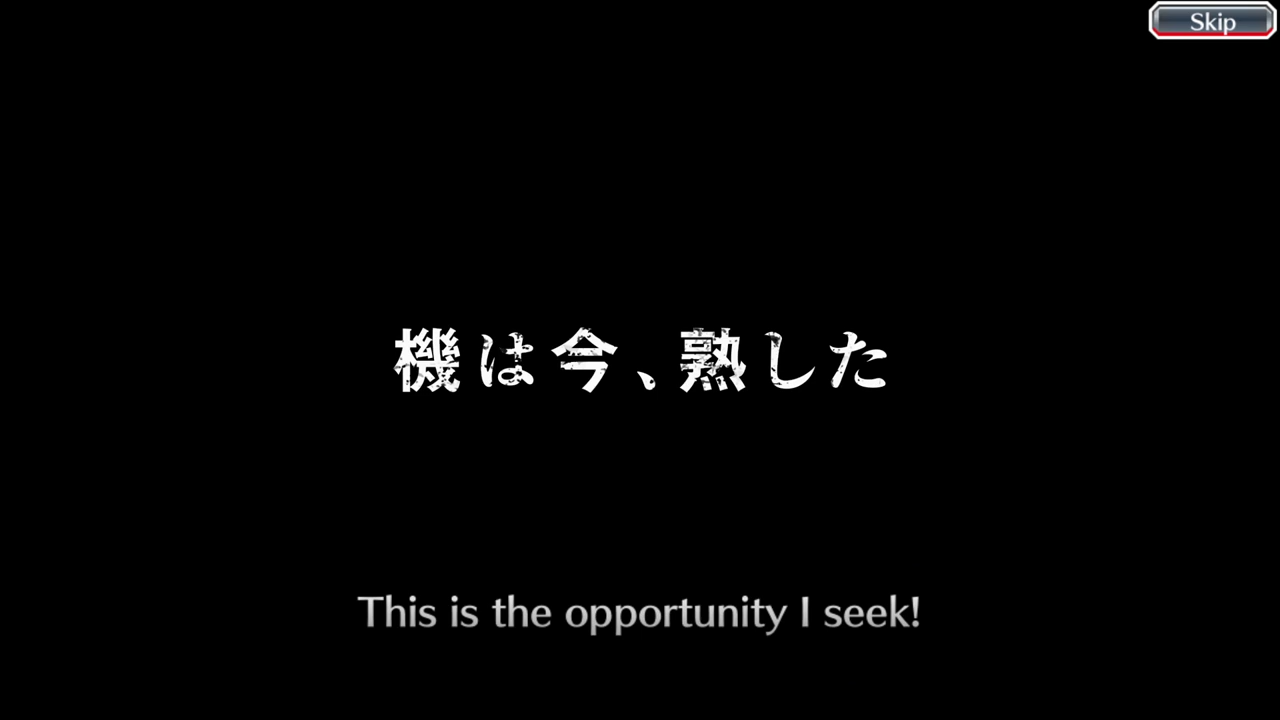 Skip
機は今、熟した
This is the opportunity I seek!